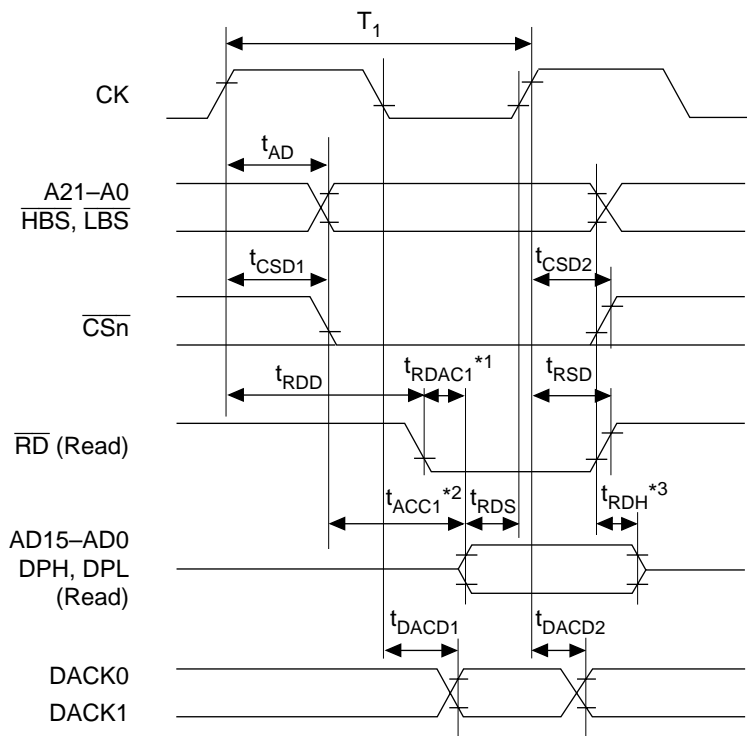 T1
CK
tAD
A21–A0
HBS, LBS
tCSD1
tCSD2
CSn
tRDD
tRDAC1*1
tRSD
RD (Read)
tACC1*2
tRDS
tRDH*3
AD15–AD0
DPH, DPL
(Read)
tDACD1
tDACD2
DACK0
DACK1